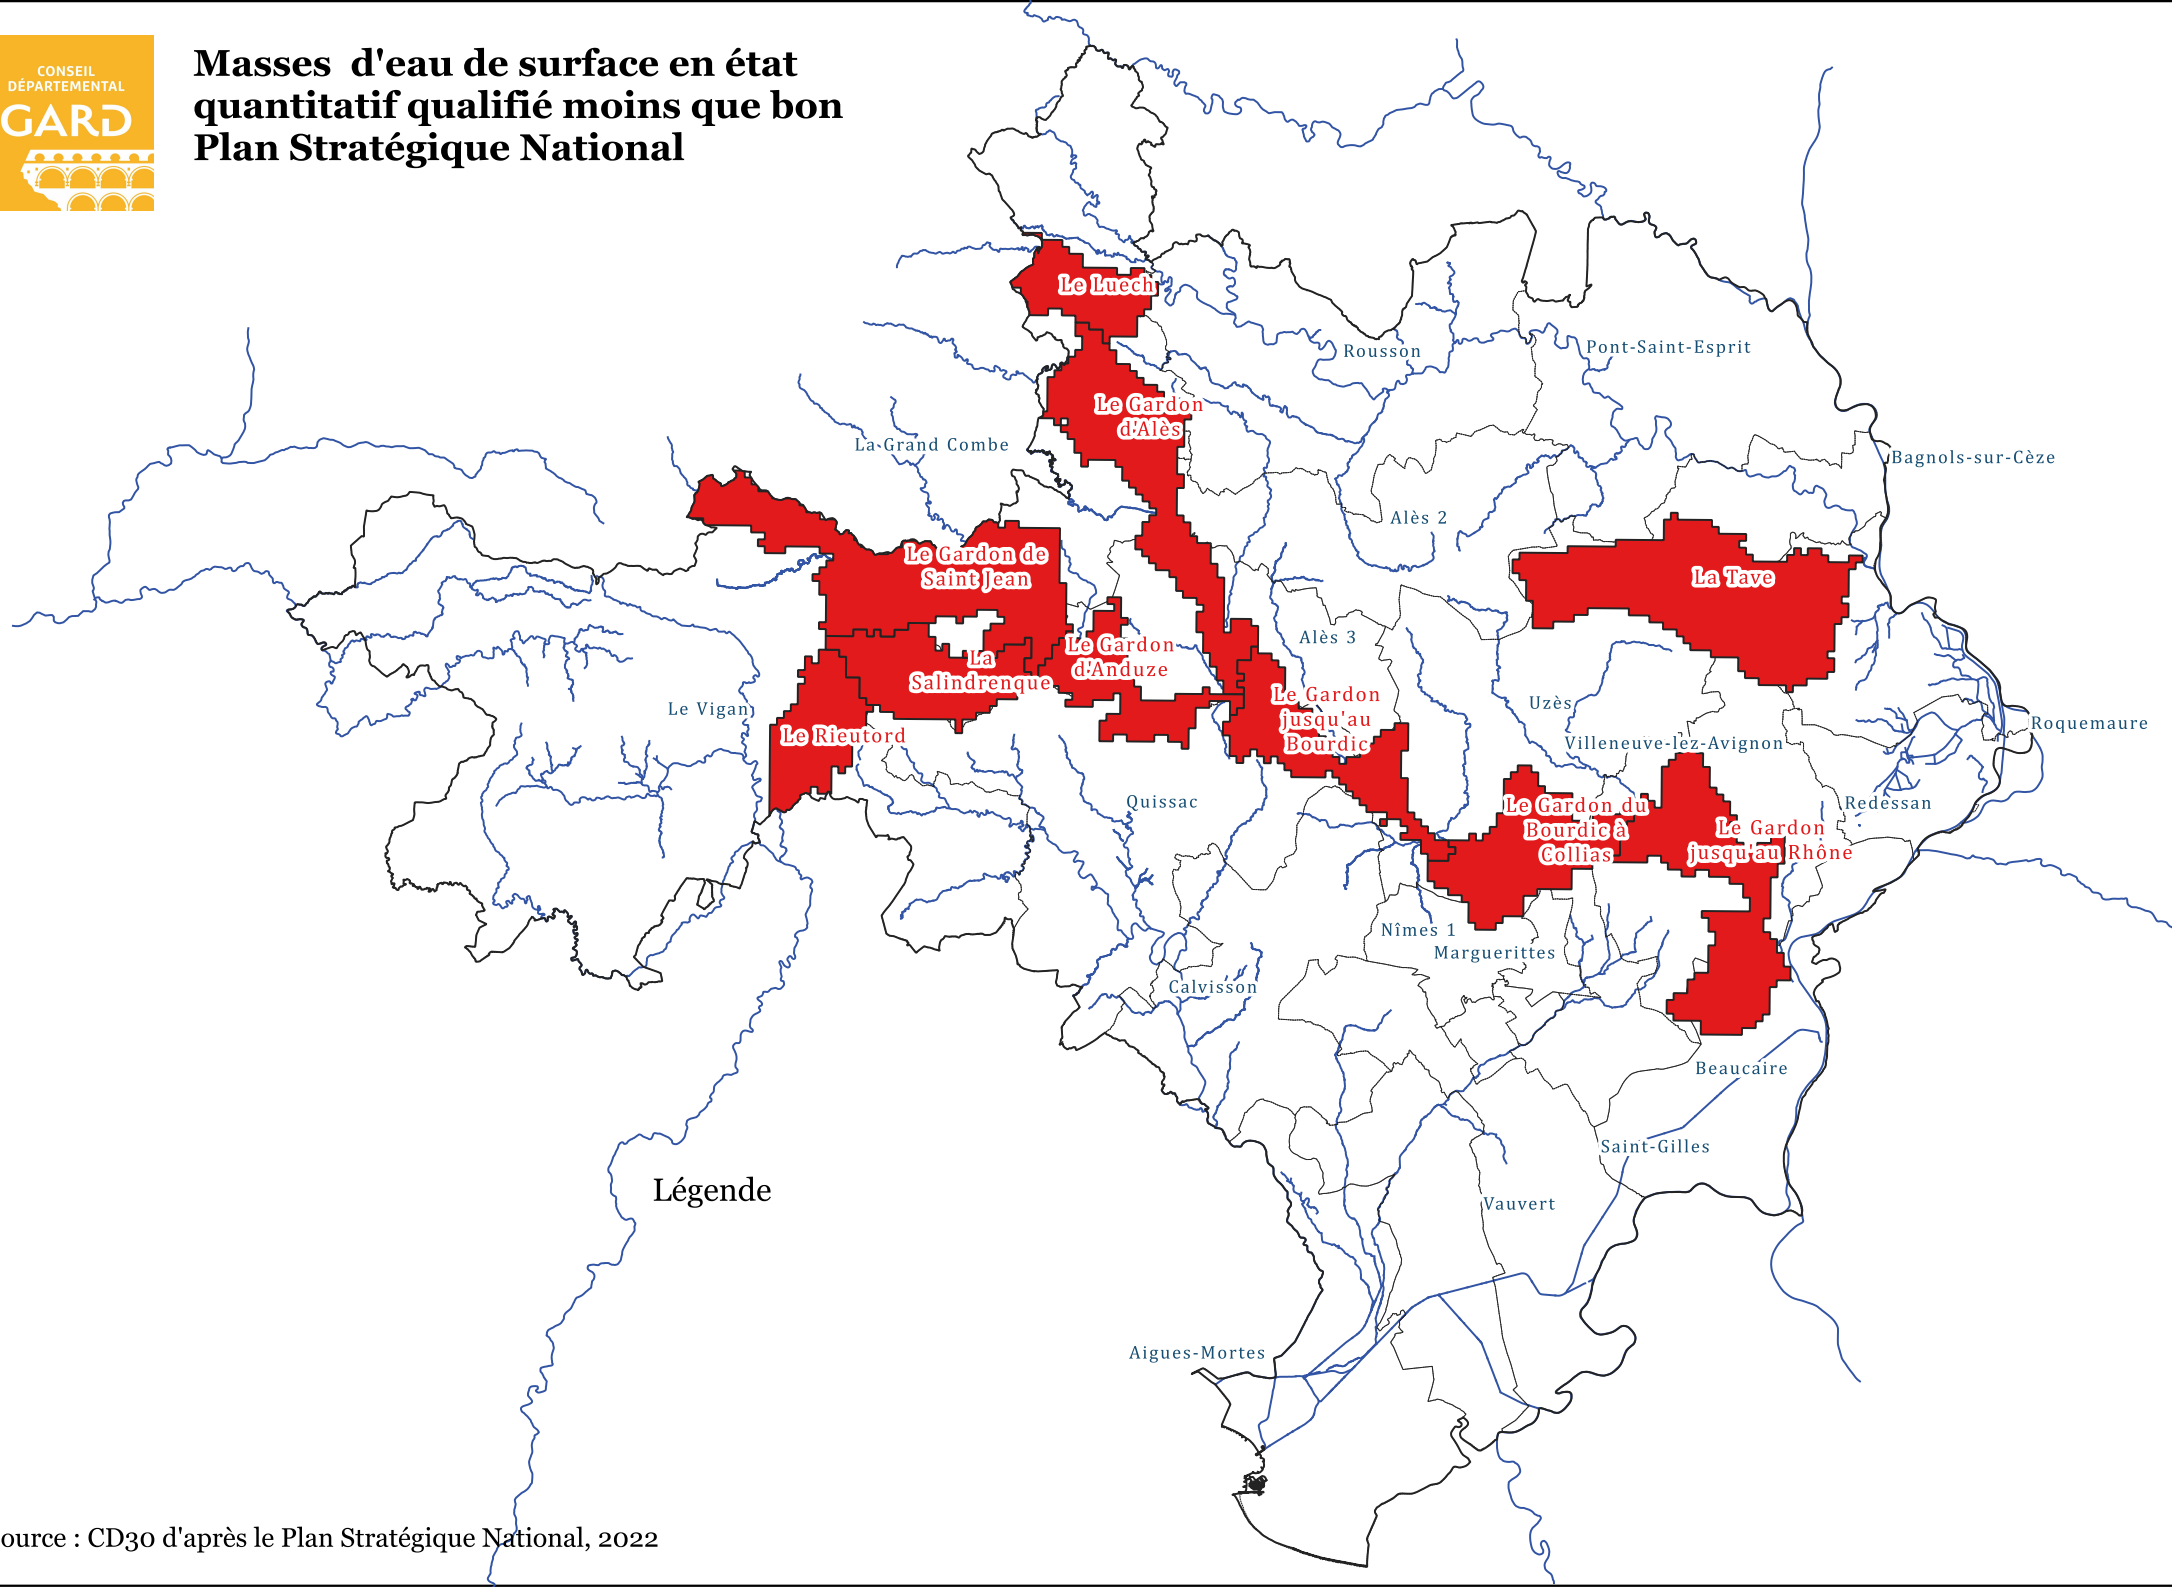 CONSEIL
DÉPARTEMENTAL
GARD
Masses d'eau de surface en état
quantitatif qualifié moins que bon
Plan Stratégique National
Le Luech
Rousson
Pont-Saint-Esprit
Le Gardon
d'Alès
La Grand Combe
Bagnols-sur-Cèze
Alès 2
Le Gardon de
Saint Jean
La Tave
Alès 3
Le Gardon
d'Anduze
La
Salindrenque
Le Gardon
jusqu'au
Bourdic
Le Vigan
Uzès
Roquemaure
Le Rieutord
Villeneuve-lez-Avignon
Quissac
Redessan
Le Gardon du
Bourdic à
Collias
Le Gardon
jusqu'au Rhône
Nîmes 1
Marguerittes
Calvisson
Beaucaire
Saint-Gilles
Légende
Vauvert
Aigues-Mortes
ource : CD30 d'après le Plan Stratégique National, 2022